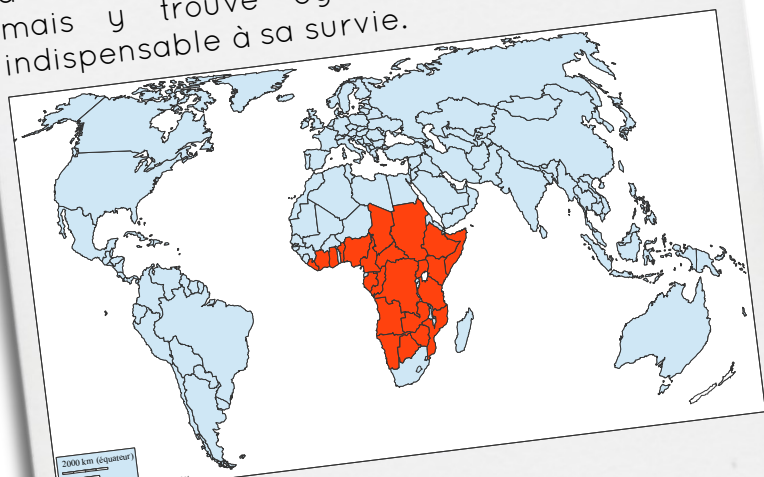 mais y trouve
indispensable à sa survie.
2000 km (équateur)